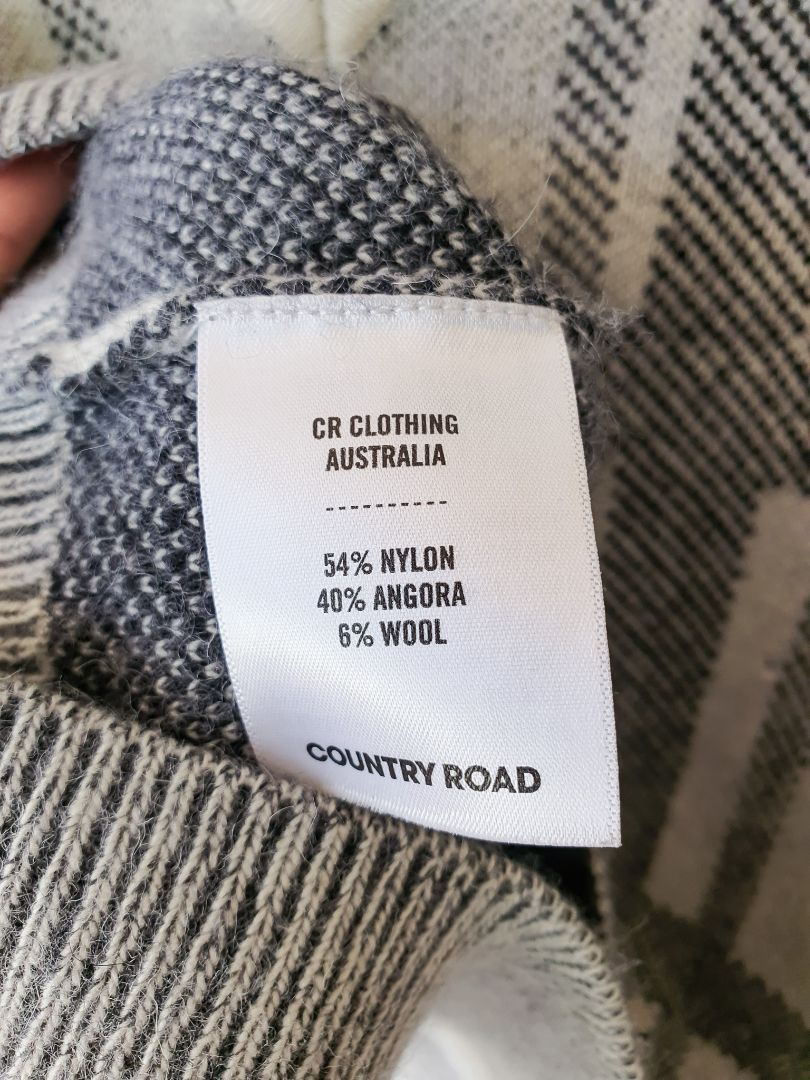 CR CLOTHING
AUSTRALIA
----------
54% NYLON
40% ANGORA
6% WOOL
COUNTRY ROAD